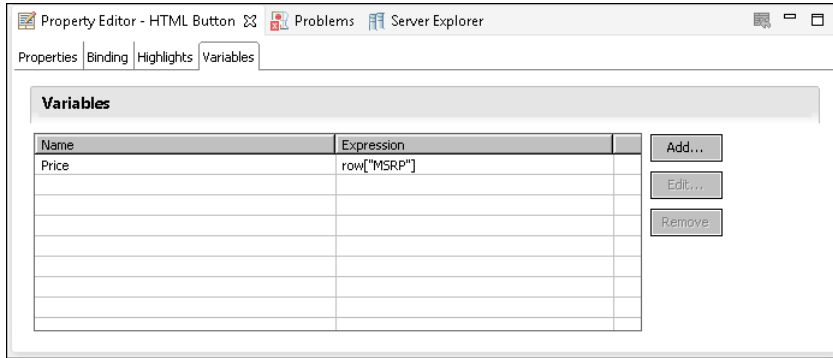 Property Editor - HTML Button Problems Server Explorer
Properties Binding Highlights Variables
Variables
Name Expression
Add...
Price row["MSRP"]
Edit...
Remove